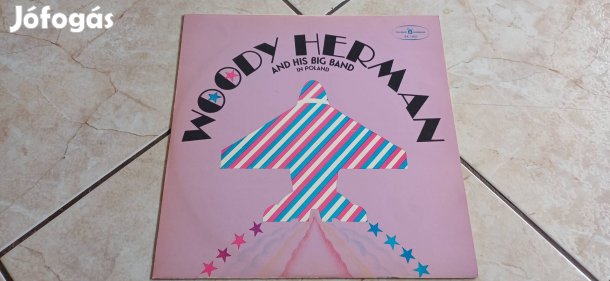 Jófogás
WOODY HERMAN
AND HIS BIG BAND
IN POLAND